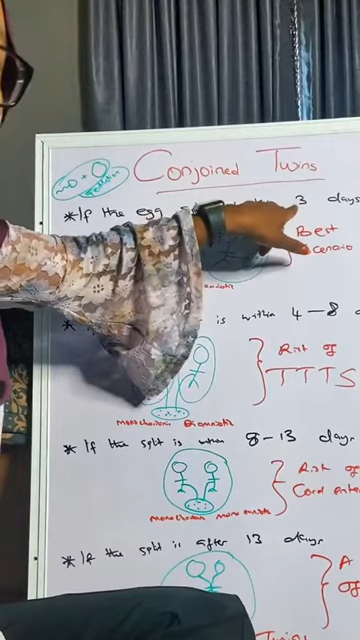 Conjoined Twins
*If the egg 3 days
Best
Scenario
is within 4-8
Risk of
TTTS
monochorionic Diamniotic
*If the split is within 8-13 days
Risk of
Cord
monochorionic monoamniotic
*If the split is after 13 days
A
of
Twins